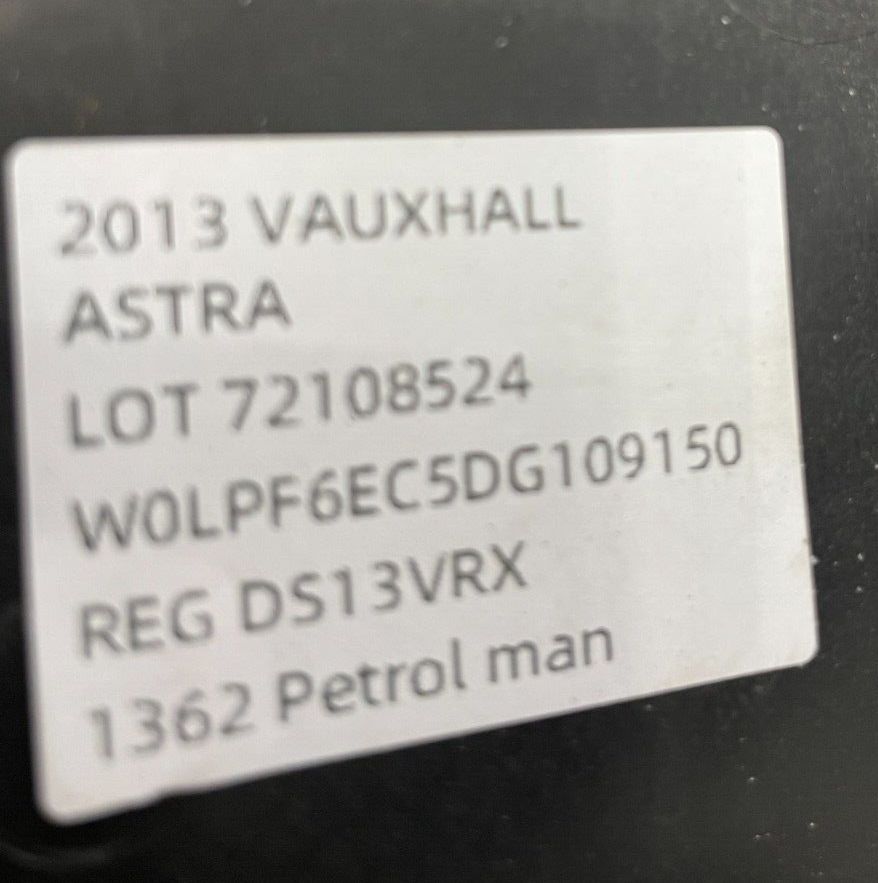 2013 VAUXHALL
ASTRA
LOT 72108524
W0LPF6EC5DG109150
REG DS13VRX
1362 Petrol man